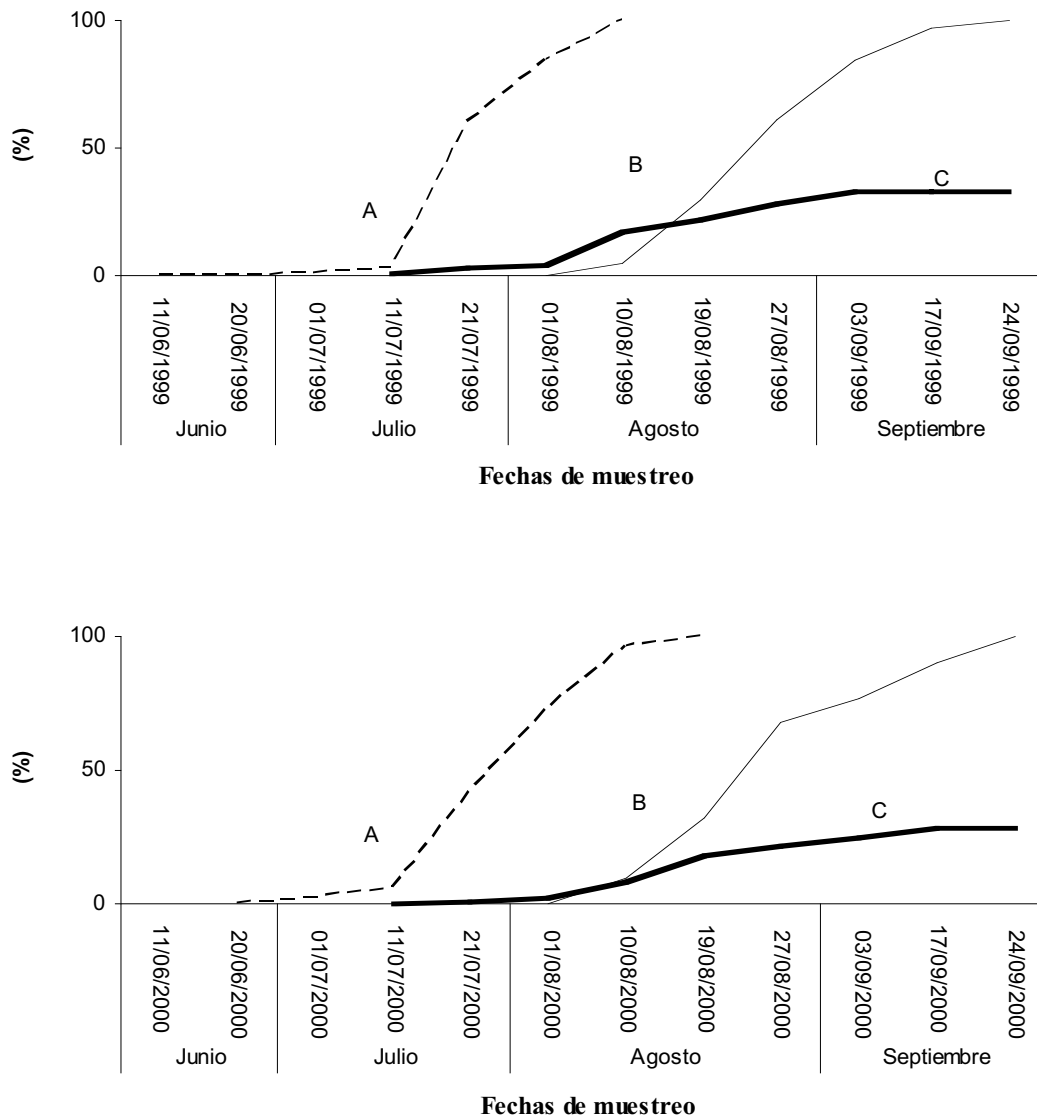 100
50
0
(%)
A
B
C
11/06/1999
20/06/1999
01/07/1999
11/07/1999
21/07/1999
01/08/1999
10/08/1999
19/08/1999
27/08/1999
03/09/1999
17/09/1999
24/09/1999
Junio
Julio
Agosto
Septiembre
Fechas de muestreo
100
50
0
(%)
A
B
C
11/06/2000
20/06/2000
01/07/2000
11/07/2000
21/07/2000
01/08/2000
10/08/2000
19/08/2000
27/08/2000
03/09/2000
17/09/2000
24/09/2000
Junio
Julio
Agosto
Septiembre
Fechas de muestreo